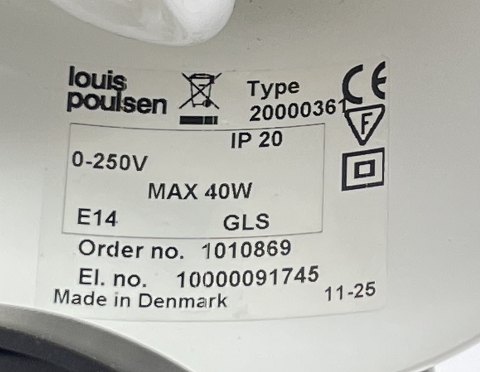 louis
poulsen
Type
20000361
CE
F
IP 20
0-250V
MAX 40W
E14 GLS
Order no. 1010869
El. no. 10000091745
Made in Denmark 11-25